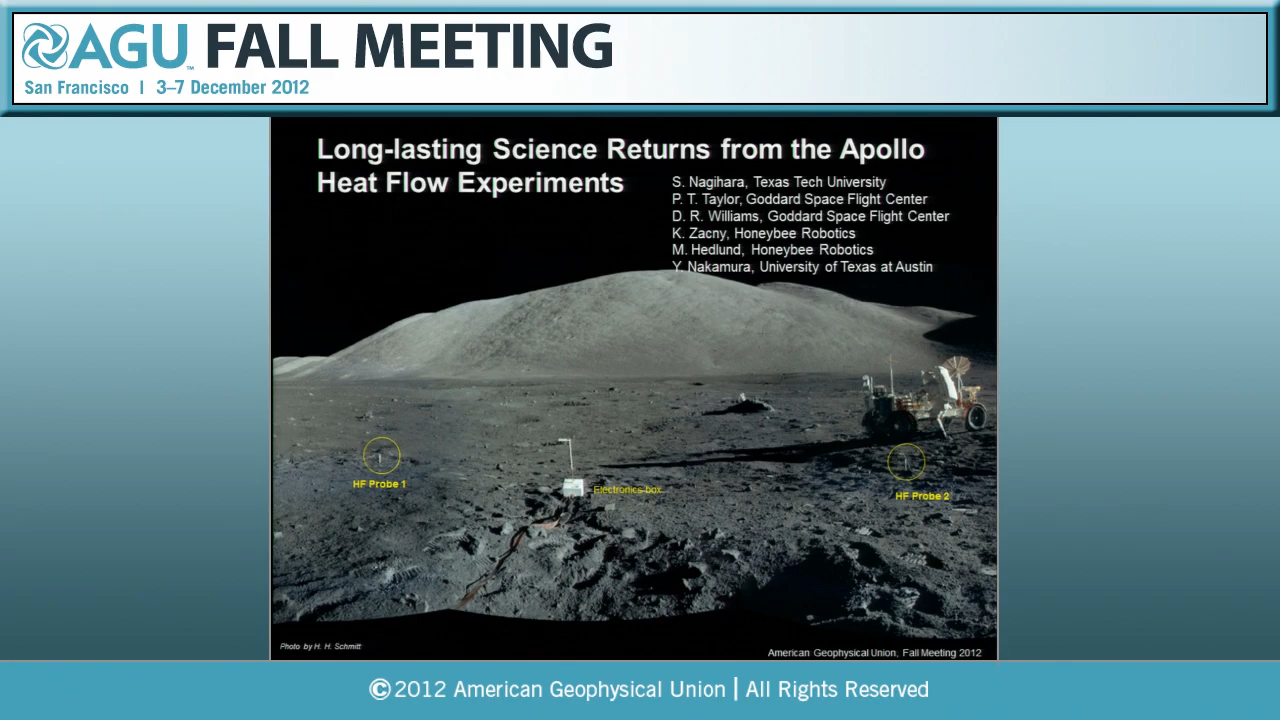 AGU™ FALL MEETING
San Francisco | 3–7 December 2012
Long-lasting Science Returns from the Apollo
Heat Flow Experiments
S. Nagihara, Texas Tech University
P. T. Taylor, Goddard Space Flight Center
D. R. Williams, Goddard Space Flight Center
K. Zacny, Honeybee Robotics
M. Hedlund, Honeybee Robotics
Y. Nakamura, University of Texas at Austin
HF Probe 1
Electronics box
HF Probe 2
Photo by H. H. Schmitt
American Geophysical Union, Fall Meeting 2012
©2012 American Geophysical Union | All Rights Reserved